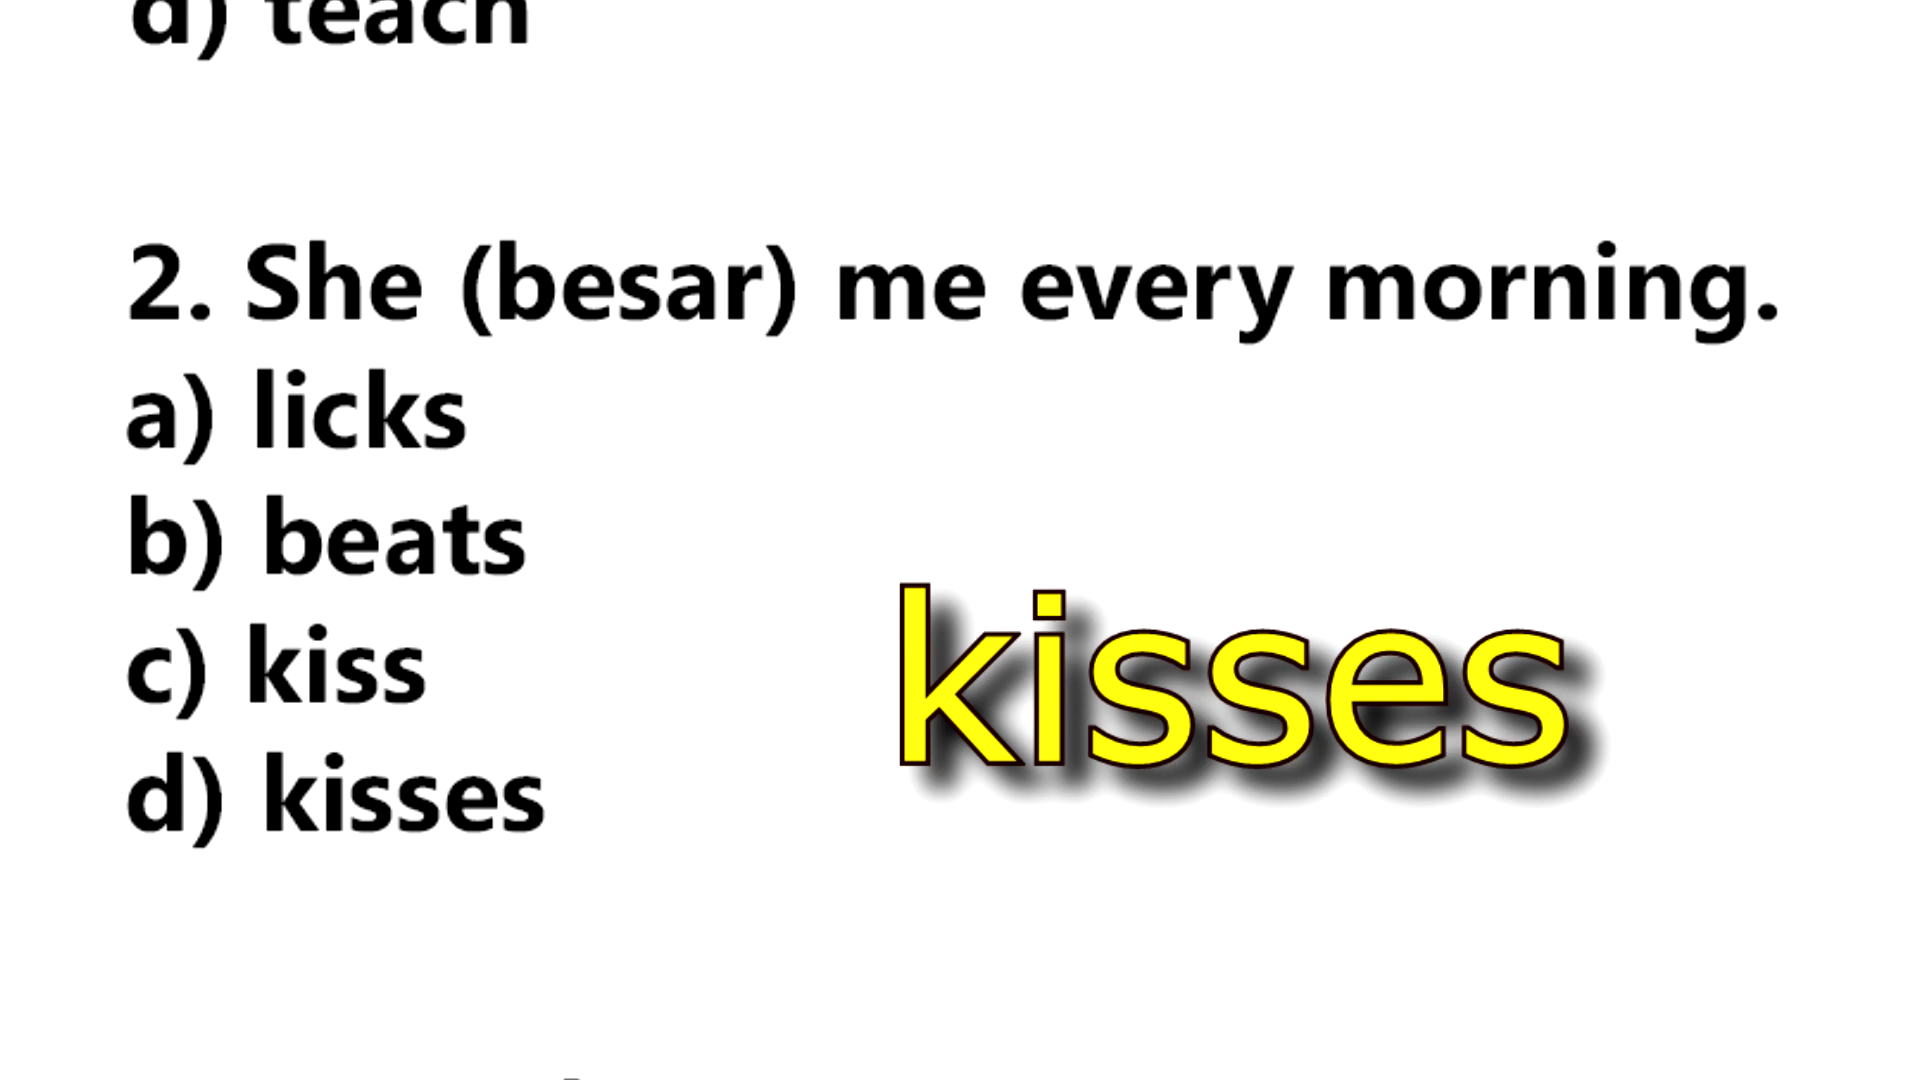 d) teach
2. She (besar) me every morning.
a) licks
b) beats
c) kiss
kisses
d) kisses